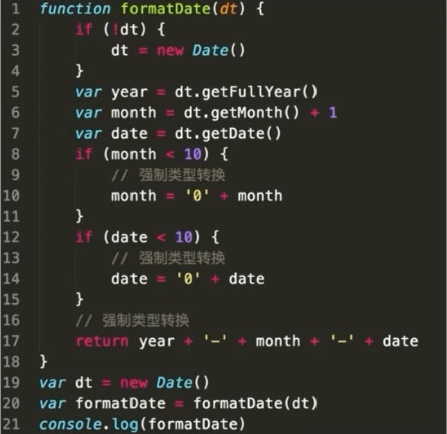 1 function formatDate(dt) {
2 if (!dt) {
3 dt = new Date()
4 }
5 var year = dt.getFullYear()
6 var month = dt.getMonth() + 1
7 var date = dt.getDate()
8 if (month < 10) {
9 // 强制类型转换
10 month = '0' + month
11 }
12 if (date < 10) {
13 // 强制类型转换
14 date = '0' + date
15 }
16 // 强制类型转换
17 return year + '-' + month + '-' + date
18 }
19 var dt = new Date()
20 var formatDate = formatDate(dt)
21 console.log(formatDate)